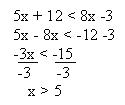 5x + 12 < 8x -3
5x - 8x < -12 -3
-3x < -15
-3 -3
x > 5